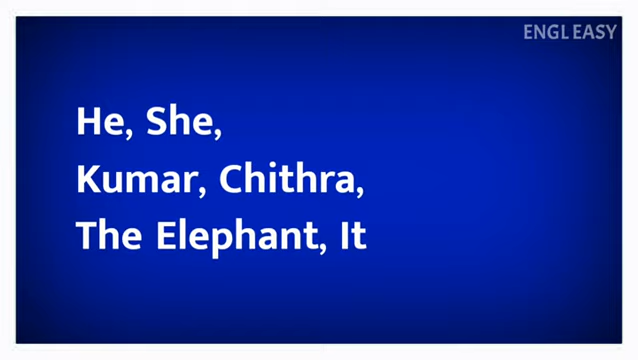 ENGL EASY
He, She,
Kumar, Chithra,
The Elephant, It